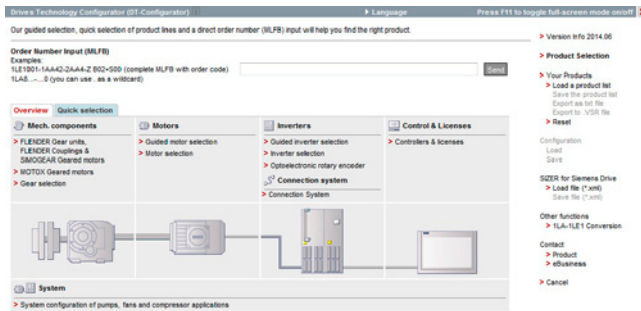 Drives Technology Configurator (DT-Configurator)
Language
Press F11 to toggle full-screen mode on/off
Our guided selection, quick selection of product lines and a direct order number (MLFB) input will help you find the right product.
Order Number Input (MLFB)
Examples:
1LE1001-1AA42-2AA4-Z B02+S00 (complete MLFB with order code)
1LA8...-.. 0 (you can use . as a wildcard)
Send
Overview
Quick selection
Mech. components
> FLENDER Gear units,
FLENDER Couplings &
SIMOGEAR Geared motors
> MOTOX Geared motors
> Gear selection
Motors
> Guided motor selection
> Motor selection
Inverters
> Guided inverter selection
> Inverter selection
> Optoelectronic rotary encoder
Connection system
> Connection System
Control & Licenses
> Controllers & licenses
System
> System configuration of pumps, fans and compressor applications
> Version Info 2014.06
> Product Selection
> Your Products
> Load a product list
Save the product list
Export as txt file
Export to .VSR file
> Reset
Configuration
Load
Save
SIZER for Siemens Drive
> Load file (*.xml)
Save file (*.xml)
Other functions
> 1LA-1LE1 Conversion
Contact
> Product
> eBusiness
> Cancel